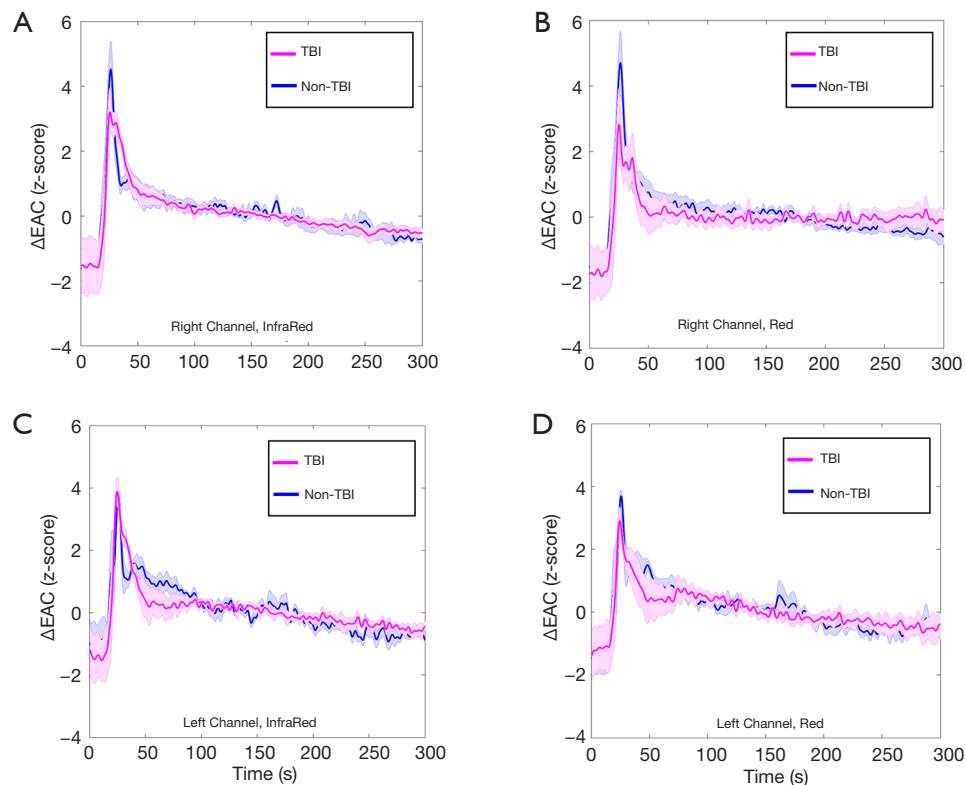 A
6
4
2
0
−2
−4
ΔEAC (z-score)
TBI
Non-TBI
Right Channel, InfraRed
0 50 100 150 200 250 300
B
6
4
2
0
−2
−4
ΔEAC (z-score)
TBI
Non-TBI
Right Channel, Red
0 50 100 150 200 250 300
C
6
4
2
0
−2
−4
ΔEAC (z-score)
TBI
Non-TBI
Left Channel, InfraRed
0 50 100 150 200 250 300
Time (s)
D
6
4
2
0
−2
−4
ΔEAC (z-score)
TBI
Non-TBI
Left Channel, Red
0 50 100 150 200 250 300
Time (s)